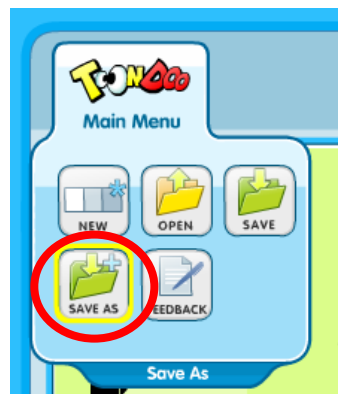 TOONDOO
Main Menu
NEW OPEN SAVE
SAVE AS FEEDBACK
Save As